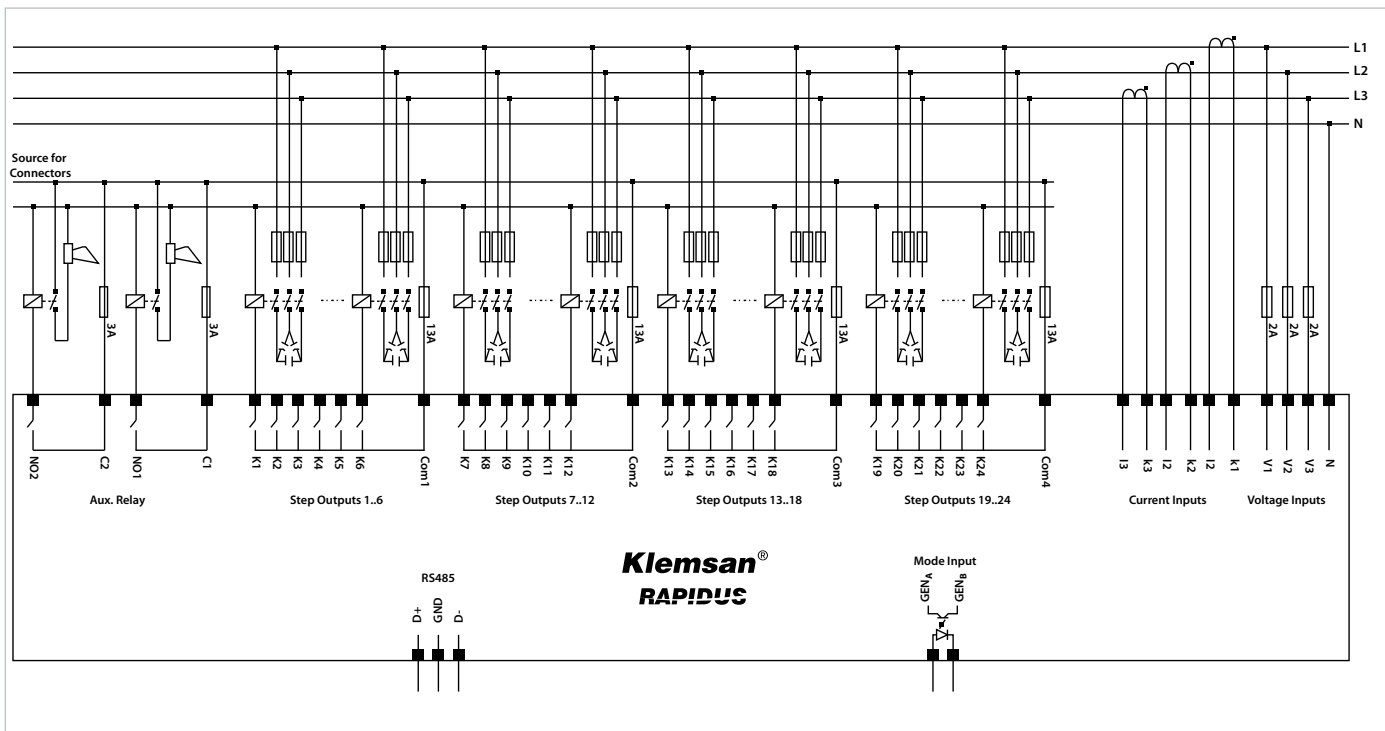 L1
L2
L3
N
Source for
Connectors
3A
3A
13A
13A
13A
13A
2A
2A
2A
NO2
C2
NO1
C1
K1
K2
K3
K4
K5
K6
Com1
K7
K8
K9
K10
K11
K12
Com2
K13
K14
K15
K16
K17
K18
Com3
K19
K20
K21
K22
K23
K24
Com4
I3
k3
I2
k2
I2
k1
V1
V2
V3
N
Aux. Relay
Step Outputs 1..6
Step Outputs 7..12
Step Outputs 13..18
Step Outputs 19..24
Current Inputs
Voltage Inputs
Klemsan®
RAPIDUS
RS485
D+
GND
D-
Mode Input
GENA
GENB